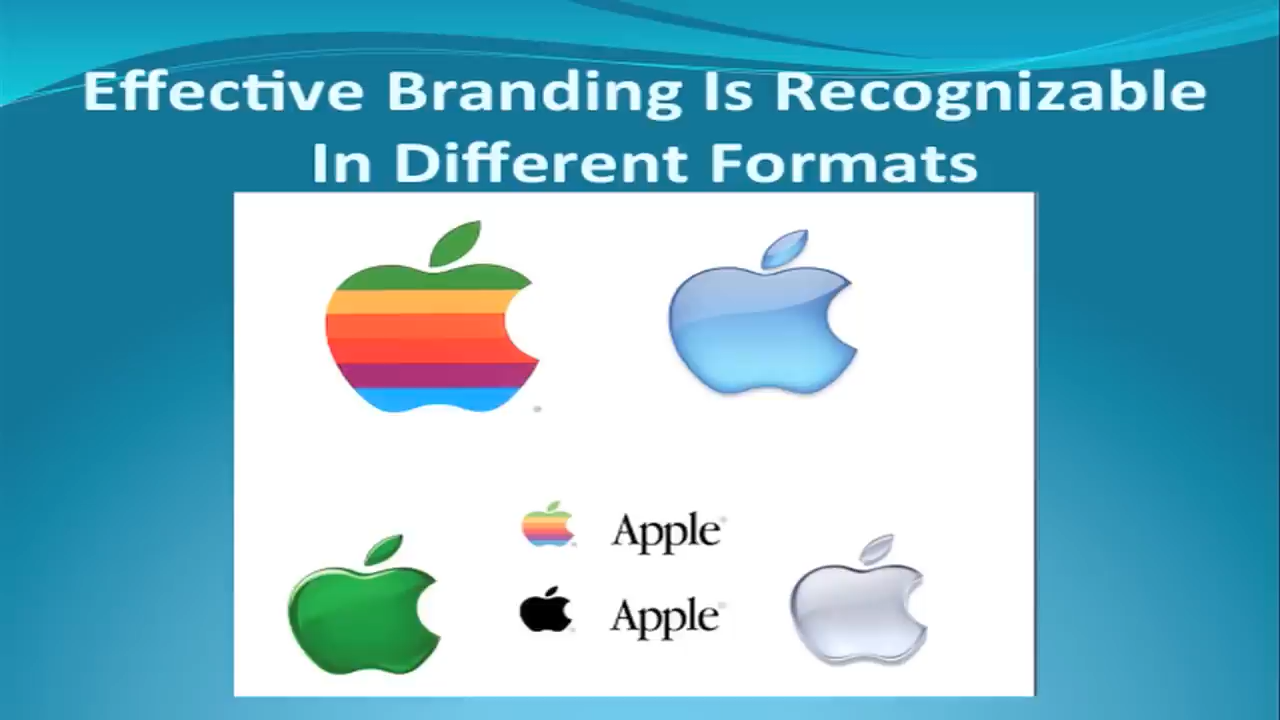 Effective Branding Is Recognizable
In Different Formats
Apple
Apple